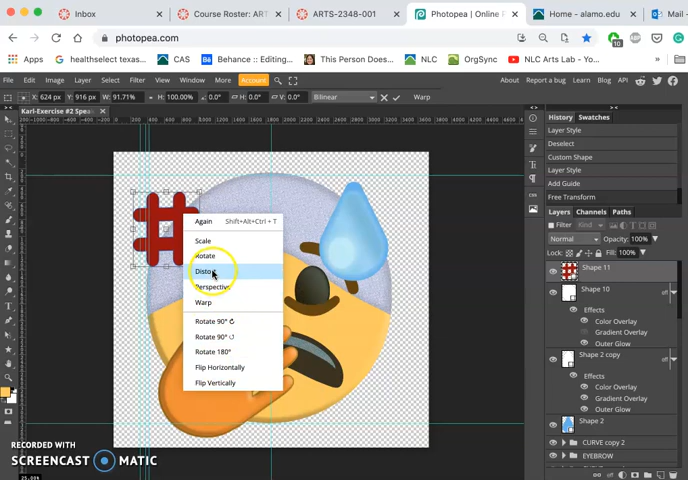 Inbox
Course Roster: ART
ARTS-2348-001
Photopea | Online P
Home - alamo.edu
Mail
photopea.com
healthselect texas...
CAS
Behance :: Editing...
This Person Does...
NLC
OrgSync
NLC Arts Lab - You...
10
File Edit Image Layer Select Filter View Window More Account
About Report a bug Learn Blog API
X: 624 px Y: 916 px W: 91.71% H: 100.00% 0.0° H: 0.0° V: 0.0° Bilinear Warp
Karl-Exercise #2 Spea
History Swatches
Layer Style
Deselect
Custom Shape
Layer Style
Add Guide
Free Transform
Layers Channels Paths
Filter
Normal Opacity: 100%
Lock: Fill: 100%
Shape 11
Shape 10
eff
Effects
Color Overlay
Gradient Overlay
Outer Glow
Shape 2 copy
eff
Effects
Color Overlay
Gradient Overlay
Outer Glow
Shape 2
CURVE copy 2
EYEBROW
Again Shift+Alt+Ctrl + T
Scale
Rotate
Distort
Perspective
Warp
Rotate 90°
Rotate 90°
Rotate 180°
Flip Horizontally
Flip Vertically
RECORDED WITH
SCREENCAST MATIC
25.00%